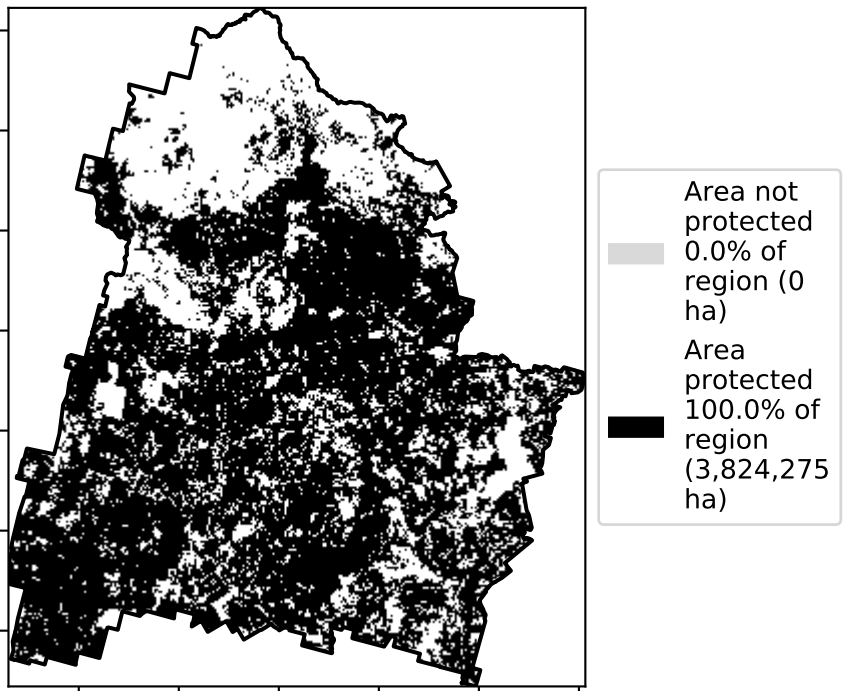 Area not
protected
0.0% of
region (0
ha)
Area
protected
100.0% of
region
(3,824,275
ha)